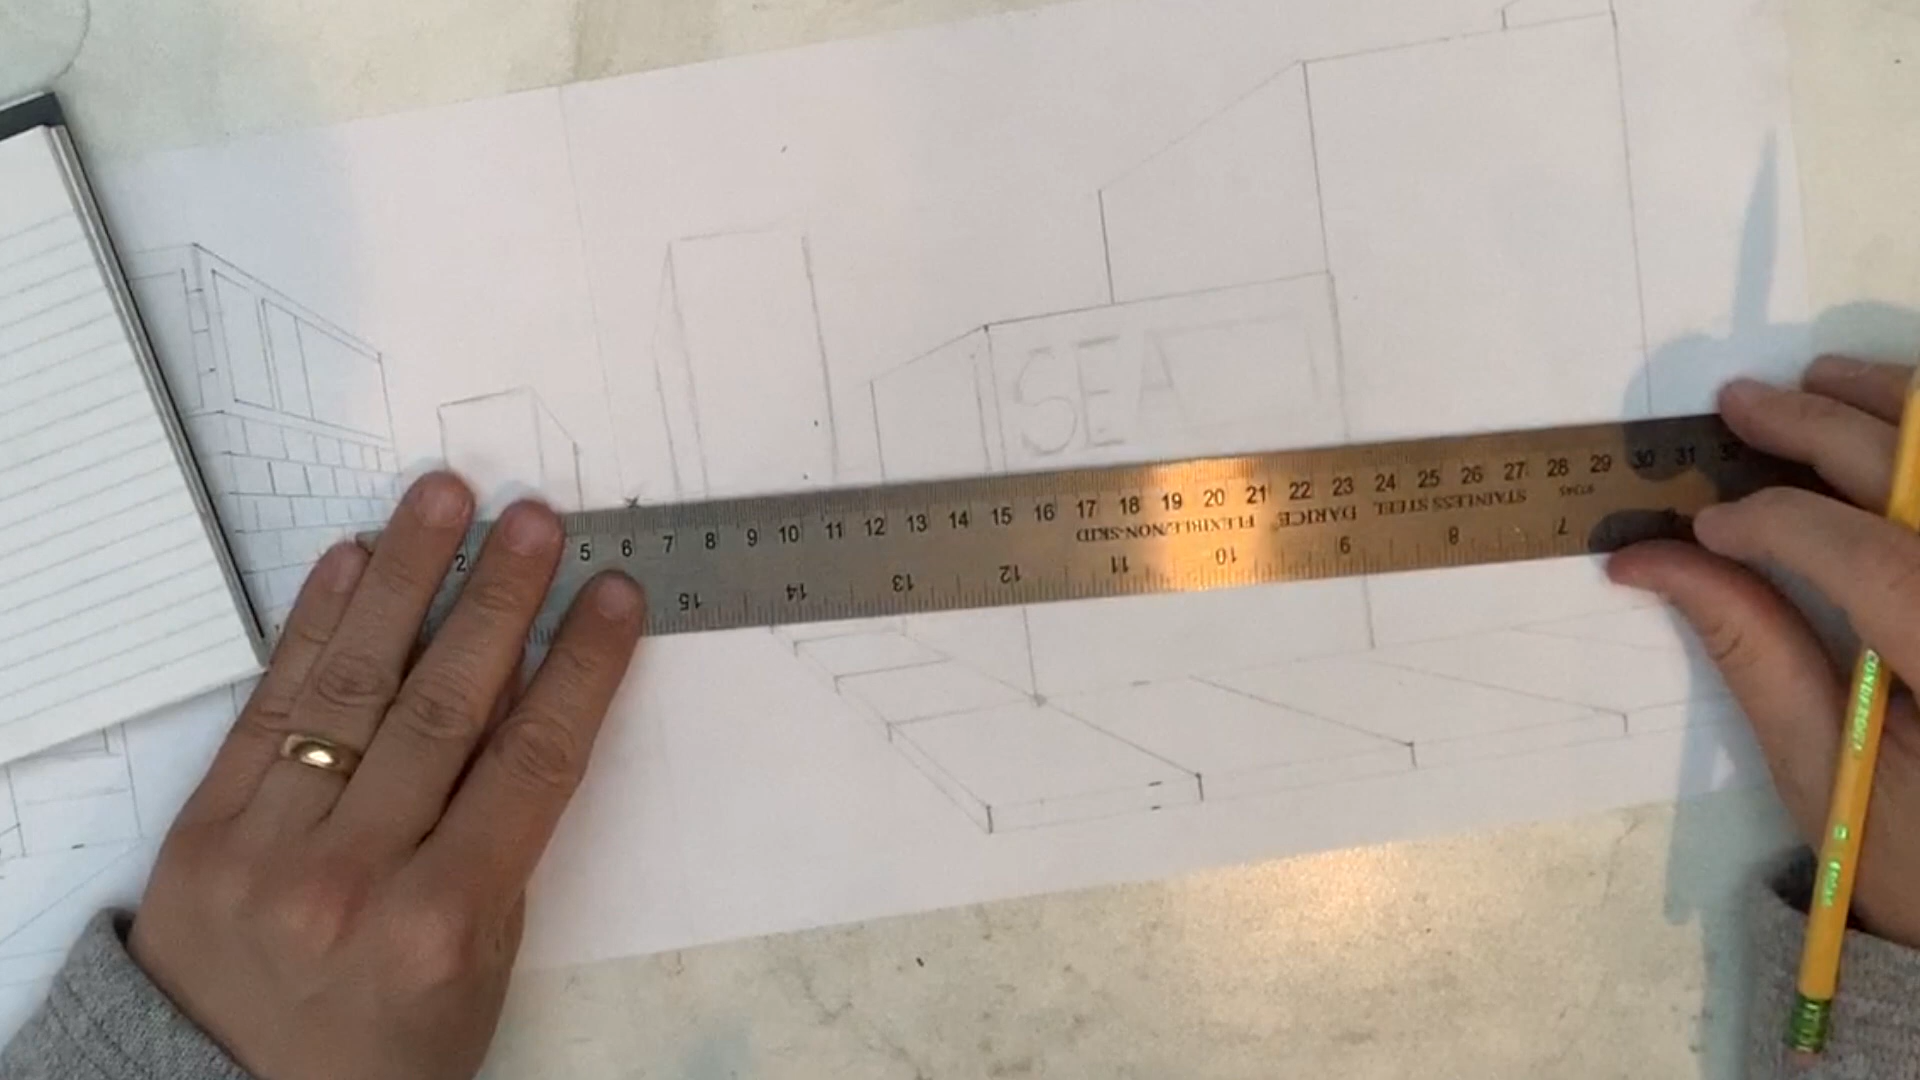 SEA
2 5 6 7 8 9 10 11 12 13 14 15 16 17 18 19 20 21 22 23 24 25 26 27 28 29 30 31 32
FLEXIBLE/NON-SKID DARICE® STAINLESS STEEL
15 14 13 12 11 10 9 8 7